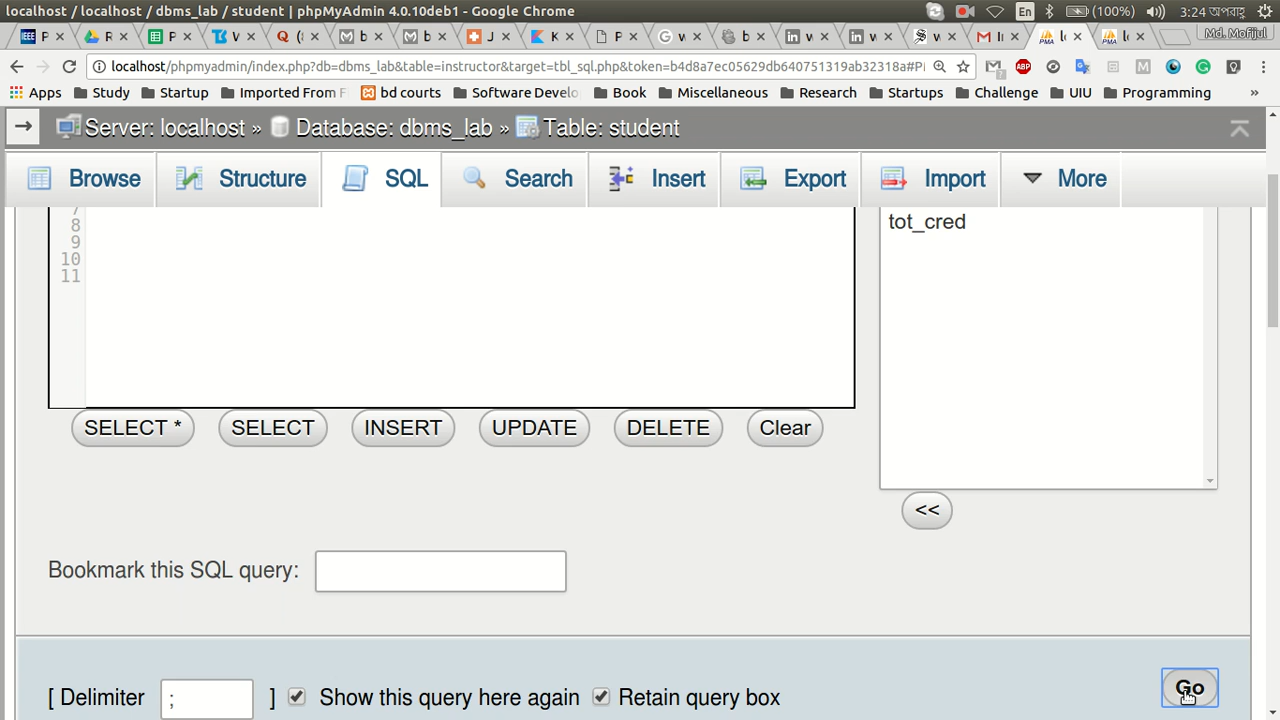 localhost / localhost / dbms_lab / student | phpMyAdmin 4.0.10deb1 - Google Chrome
En (100%) 3:24 অপরাহ্ণ
Md. Mofijul
localhost/phpmyadmin/index.php?db=dbms_lab&table=instructor&target=tbl_sql.php&token=b4d8a7e
Apps Study Startup Imported From F bd courts Software Develo Book Miscellaneous Research Startups Challenge UIU Programming »
Server: localhost » Database: dbms_lab » Table: student
Browse Structure SQL Search Insert Export Import More
7
8
9
10
11
tot_cred
SELECT * SELECT INSERT UPDATE DELETE Clear
<<
Bookmark this SQL query:
[ Delimiter ; ] Show this query here again Retain query box
Go